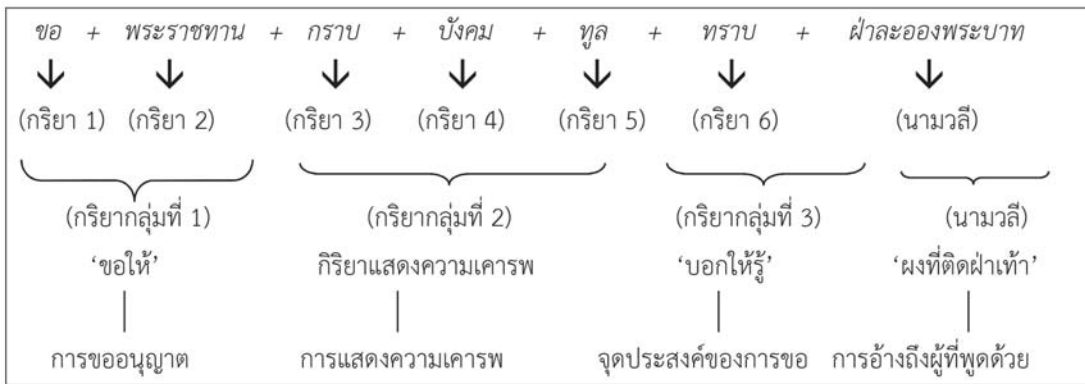 ขอ + พระราชทาน + กราบ + บังคม + ทูล + ทราบ + ฝ่าละอองพระบาท
(กริยา 1) (กริยา 2) (กริยา 3) (กริยา 4) (กริยา 5) (กริยา 6) (นามวลี)
(กริยากลุ่มที่ 1) (กริยากลุ่มที่ 2) (กริยากลุ่มที่ 3) (นามวลี)
‘ขอให้’ กิริยาแสดงความเคารพ ‘บอกให้รู้’ ‘ผงที่ติดฝ่าเท้า’
การขออนุญาต การแสดงความเคารพ จุดประสงค์ของการขอ การอ้างถึงผู้ที่พูดด้วย